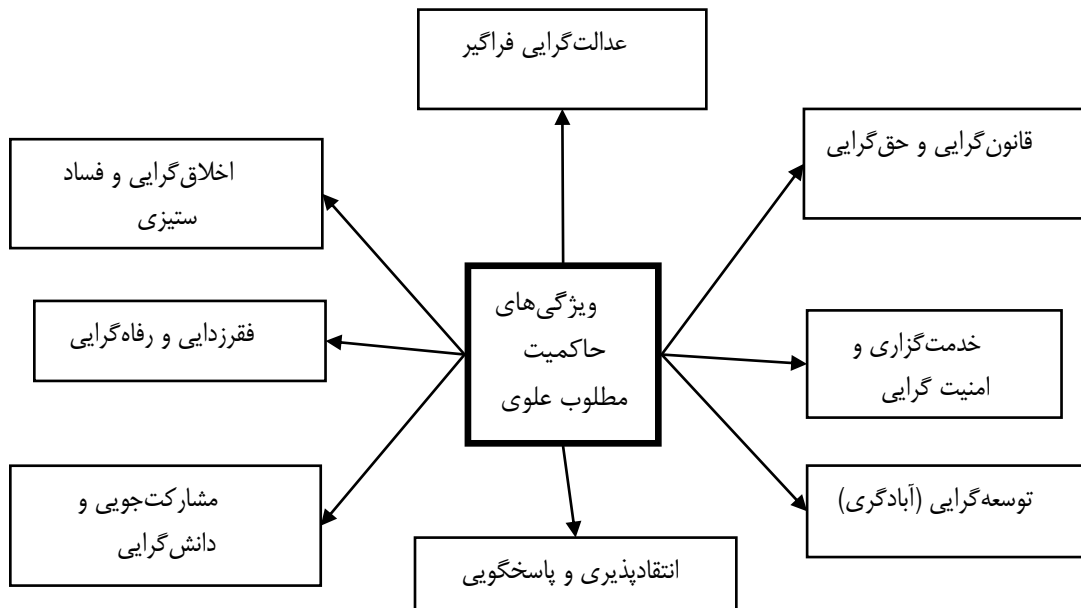 عدالت‌گرایی فراگیر
قانون‌گرایی و حق‌گرایی
اخلاق‌گرایی و فساد
ستیزی
ویژگی‌های
حاکمیت
مطلوب علوی
فقرزدایی و رفاه‌گرایی
خدمت‌گزاری و
امنیت گرایی
مشارکت‌جویی و
دانش‌گرایی
توسعه‌گرایی (آبادگری)
انتقادپذیری و پاسخگویی